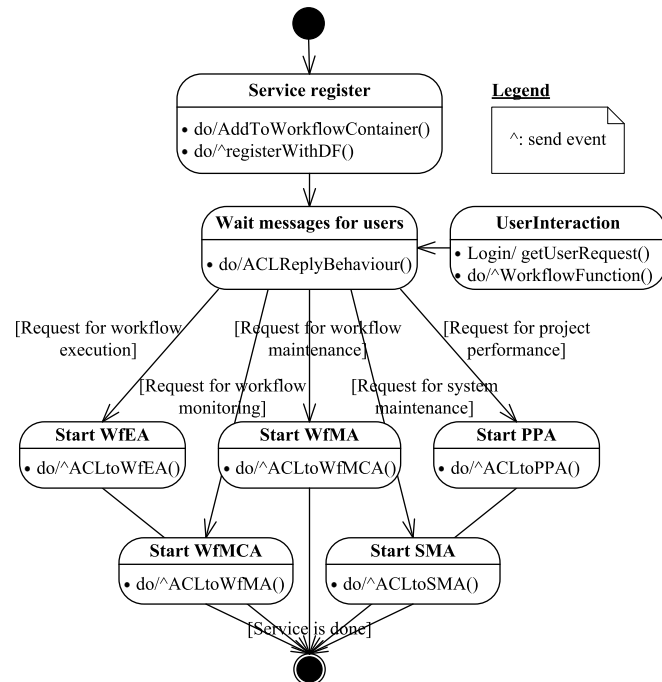 Service register
• do/AddToWorkflowContainer()
• do/^registerWithDF()
Legend
^: send event
Wait messages for users
• do/ACLReplyBehaviour()
UserInteraction
• Login/ getUserRequest()
• do/^WorkflowFunction()
[Request for workflow
execution]
[Request for workflow
maintenance]
[Request for project
performance]
[Request for workflow
monitoring]
[Request for system
maintenance]
Start WfEA
• do/^ACLtoWfEA()
Start WfMA
• do/^ACLtoWfMCA()
Start PPA
• do/^ACLtoPPA()
Start WfMCA
• do/^ACLtoWfMA()
Start SMA
• do/^ACLtoSMA()
[Service is done]